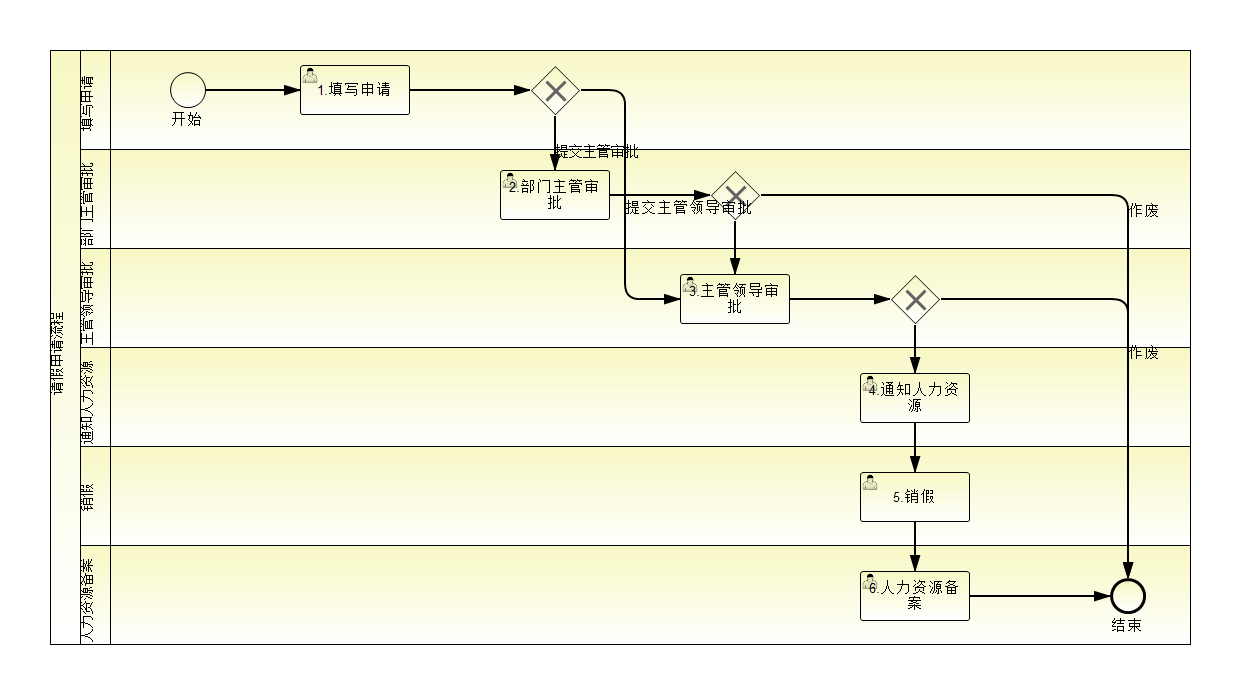 请假申请流程
填写申请
开始
1.填写申请
提交主管审批
部门主管审批
2.部门主管审
批
提交主管领导审批
作废
主管领导审批
3.主管领导审
批
作废
通知人力资源
4.通知人力资
源
销假
5.销假
人力资源备案
6.人力资源备
案
结束